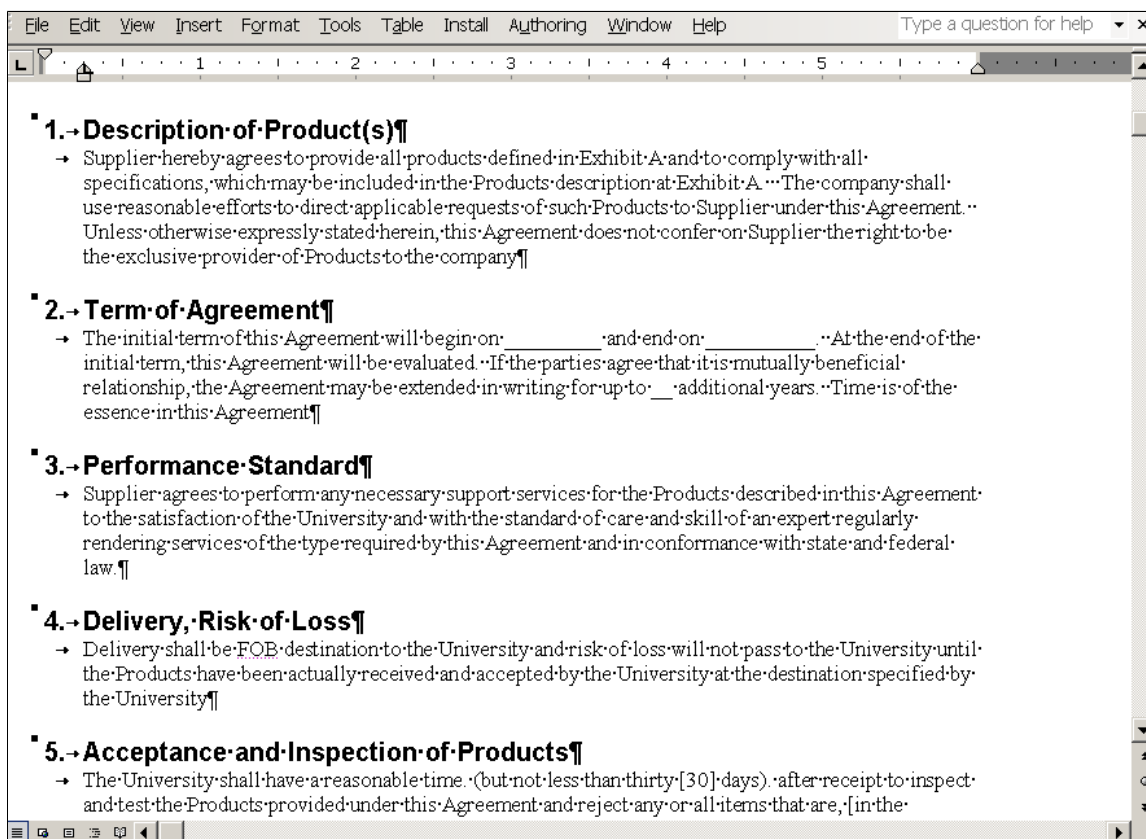 File Edit View Insert Format Tools Table Install Authoring Window Help Type a question for help
L 1 2 3 4 5
1. Description of Product(s)¶
Supplier hereby agrees to provide all products defined in Exhibit A and to comply with all
specifications, which may be included in the Products description at Exhibit A. The company shall
use reasonable efforts to direct applicable requests of such Products to Supplier under this Agreement.
Unless otherwise expressly stated herein, this Agreement does not confer on Supplier the right to be
the exclusive provider of Products to the company¶
2. Term of Agreement¶
The initial term of this Agreement will begin on __________ and end on ___________. At the end of the
initial term, this Agreement will be evaluated. If the parties agree that it is mutually beneficial
relationship, the Agreement may be extended in writing for up to __ additional years. Time is of the
essence in this Agreement¶
3. Performance Standard¶
Supplier agrees to perform any necessary support services for the Products described in this Agreement
to the satisfaction of the University and with the standard of care and skill of an expert regularly
rendering services of the type required by this Agreement and in conformance with state and federal
law.¶
4. Delivery, Risk of Loss¶
Delivery shall be FOB destination to the University and risk of loss will not pass to the University until
the Products have been actually received and accepted by the University at the destination specified by
the University¶
5. Acceptance and Inspection of Products¶
The University shall have a reasonable time. (but not less than thirty [30] days). after receipt to inspect
and test the Products provided under this Agreement and reject any or all items that are, [in the